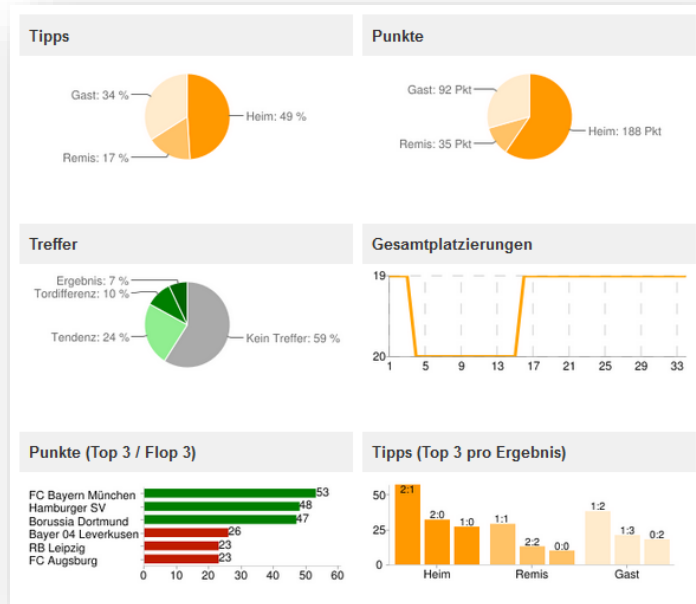 Tipps
Gast: 34 %
Heim: 49 %
Remis: 17 %
Punkte
Gast: 92 Pkt
Heim: 188 Pkt
Remis: 35 Pkt
Treffer
Ergebnis: 7 %
Tordifferenz: 10 %
Tendenz: 24 %
Kein Treffer: 59 %
Gesamtplatzierungen
19
20
1 5 9 13 17 21 25 29 33
Punkte (Top 3 / Flop 3)
FC Bayern München 53
Hamburger SV 48
Borussia Dortmund 47
Bayer 04 Leverkusen 26
RB Leipzig 23
FC Augsburg 23
0 10 20 30 40 50 60
Tipps (Top 3 pro Ergebnis)
50
25
0
2:1 2:0 1:0 1:1 2:2 0:0 1:2 1:3 0:2
Heim Remis Gast